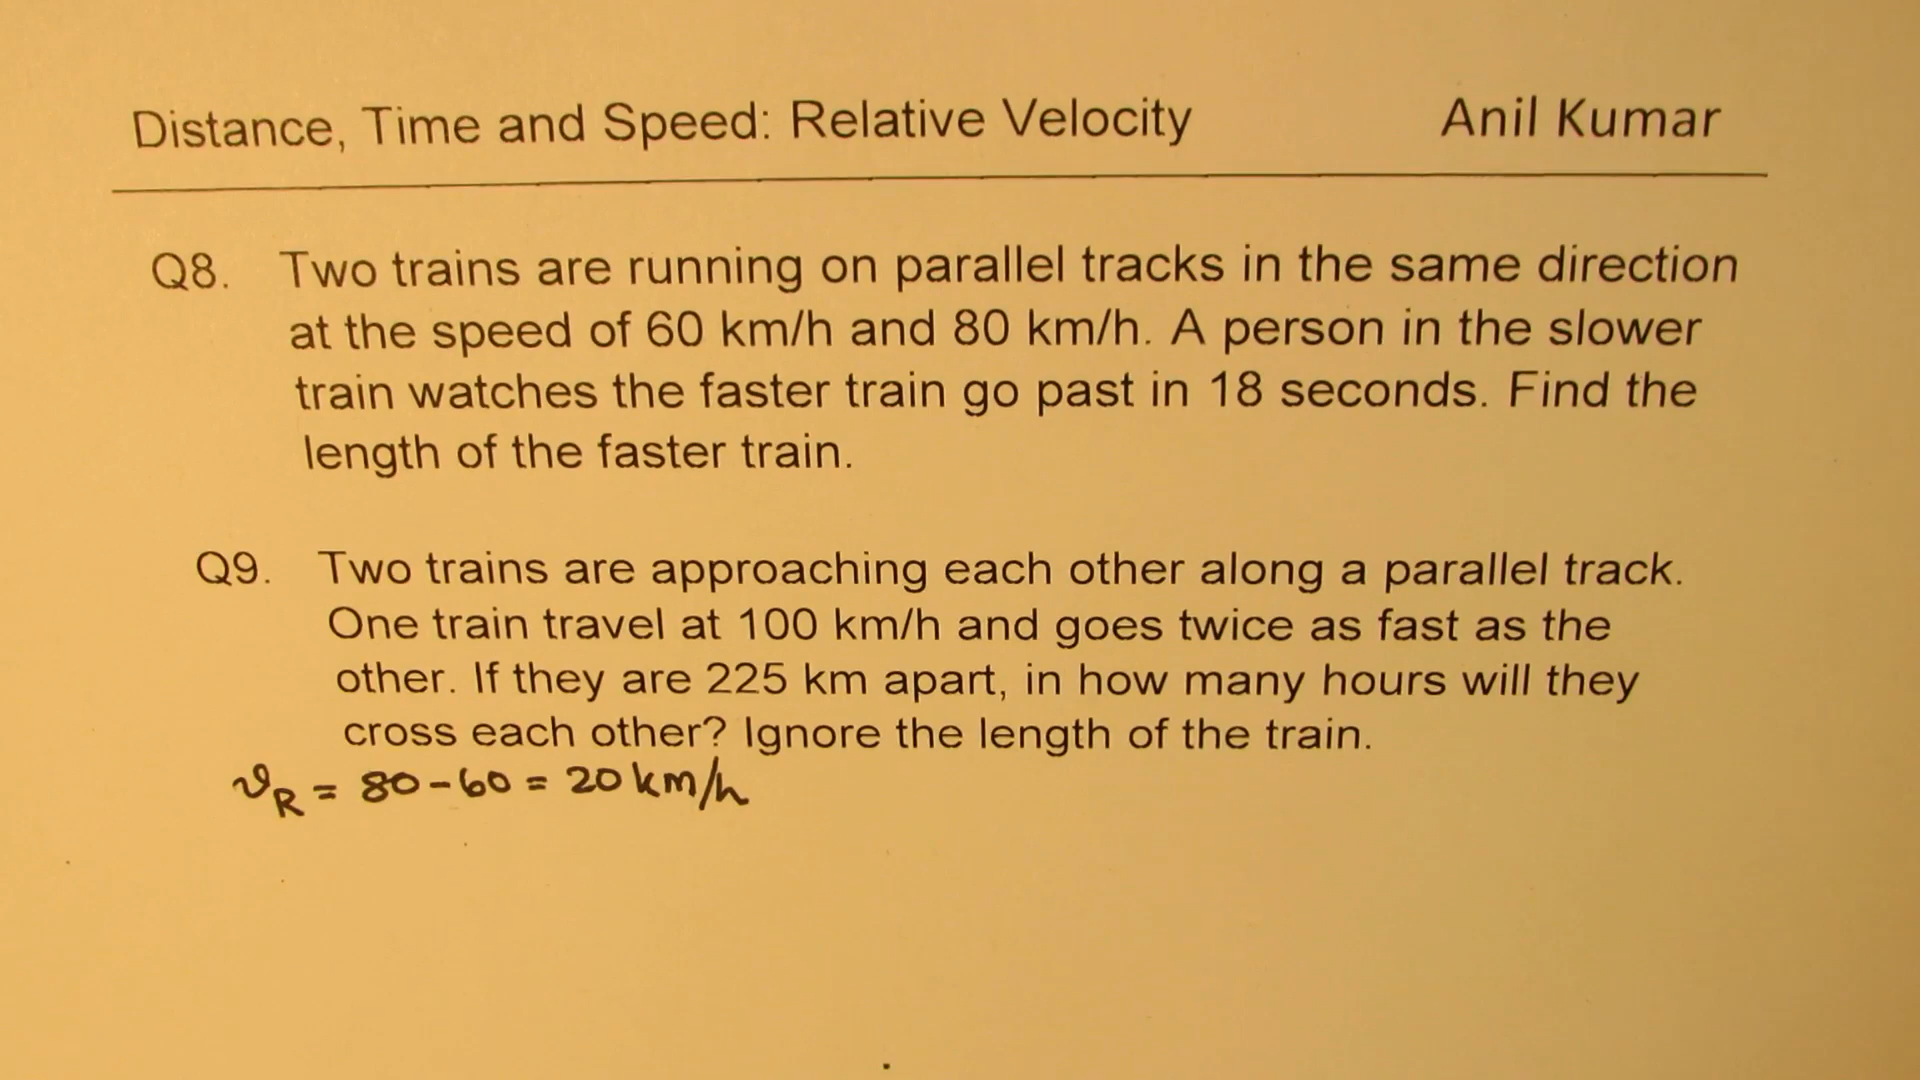 Distance, Time and Speed: Relative Velocity Anil Kumar
Q8. Two trains are running on parallel tracks in the same direction
at the speed of 60 km/h and 80 km/h. A person in the slower
train watches the faster train go past in 18 seconds. Find the
length of the faster train.
Q9. Two trains are approaching each other along a parallel track.
One train travel at 100 km/h and goes twice as fast as the
other. If they are 225 km apart, in how many hours will they
cross each other? Ignore the length of the train.
v_R = 80-60 = 20 km/h